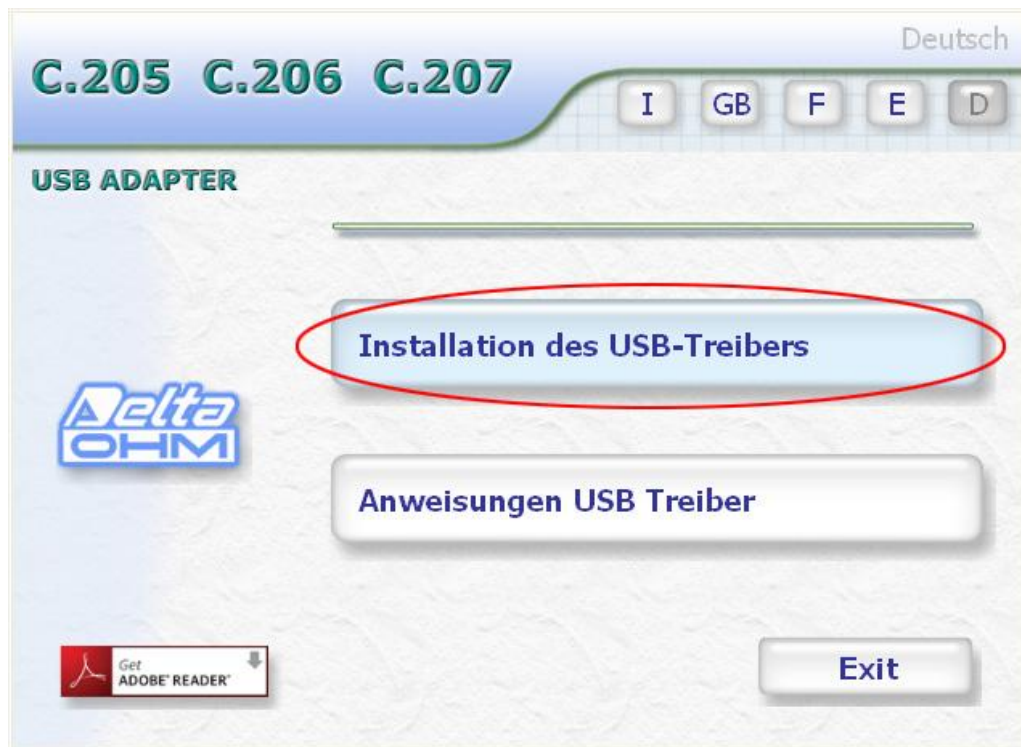 Deutsch
C.205 C.206 C.207
I GB F E D
USB ADAPTER
Installation des USB-Treibers
Delta
OHM
Anweisungen USB Treiber
Get
ADOBE® READER®
Exit